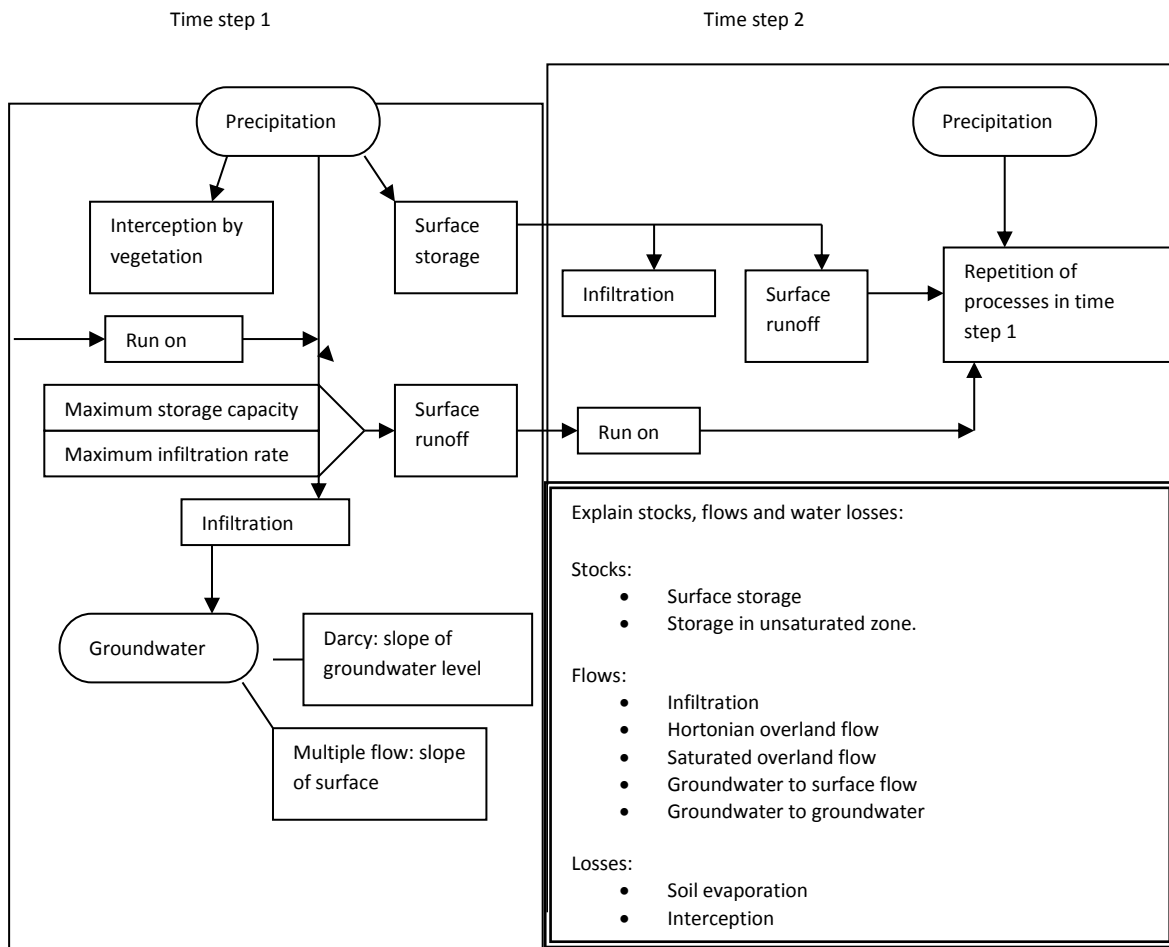 Time step 1
Time step 2
Precipitation
Interception by
vegetation
Surface
storage
Run on
Maximum storage capacity
Maximum infiltration rate
Surface
runoff
Infiltration
Groundwater
Darcy: slope of
groundwater level
Multiple flow: slope
of surface
Precipitation
Infiltration
Surface
runoff
Repetition of
processes in time
step 1
Run on
Explain stocks, flows and water losses:
Stocks:
• Surface storage
• Storage in unsaturated zone.
Flows:
• Infiltration
• Hortonian overland flow
• Saturated overland flow
• Groundwater to surface flow
• Groundwater to groundwater
Losses:
• Soil evaporation
• Interception